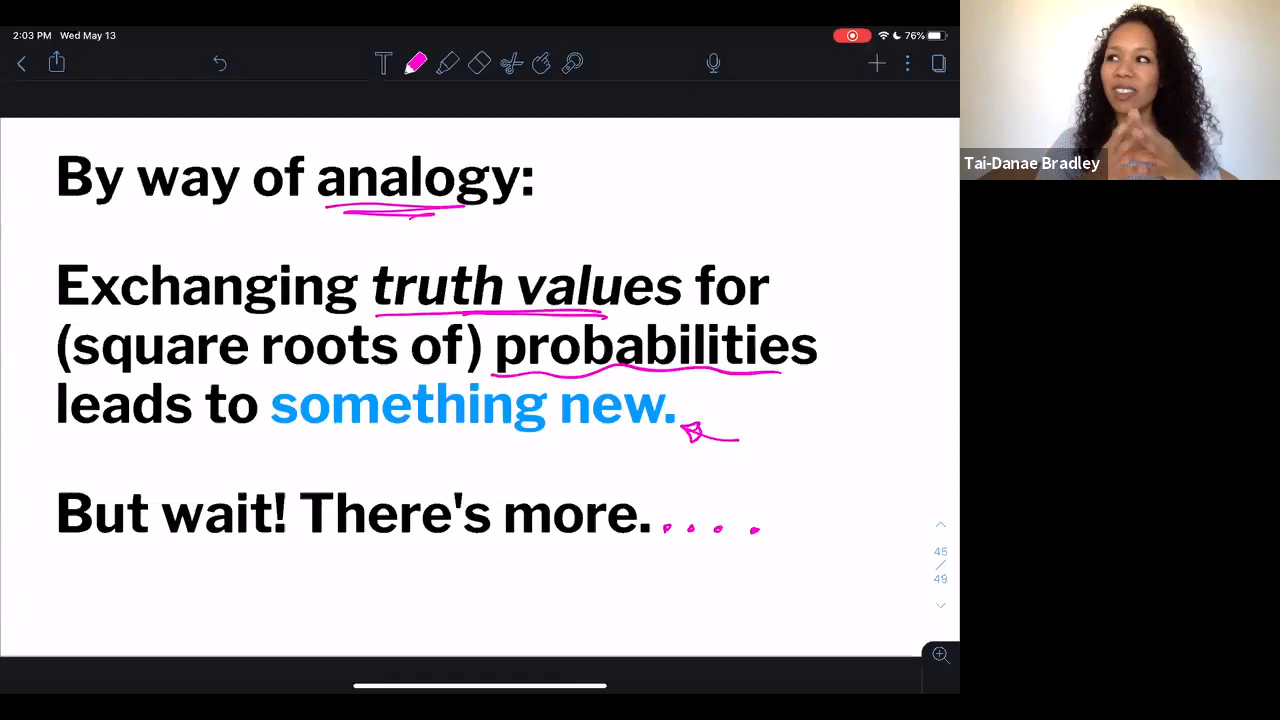 2:03 PM Wed May 13
76%
T
Tai-Danae Bradley
By way of analogy:
Exchanging truth values for
(square roots of) probabilities
leads to something new.
But wait! There's more.....
45
/
49